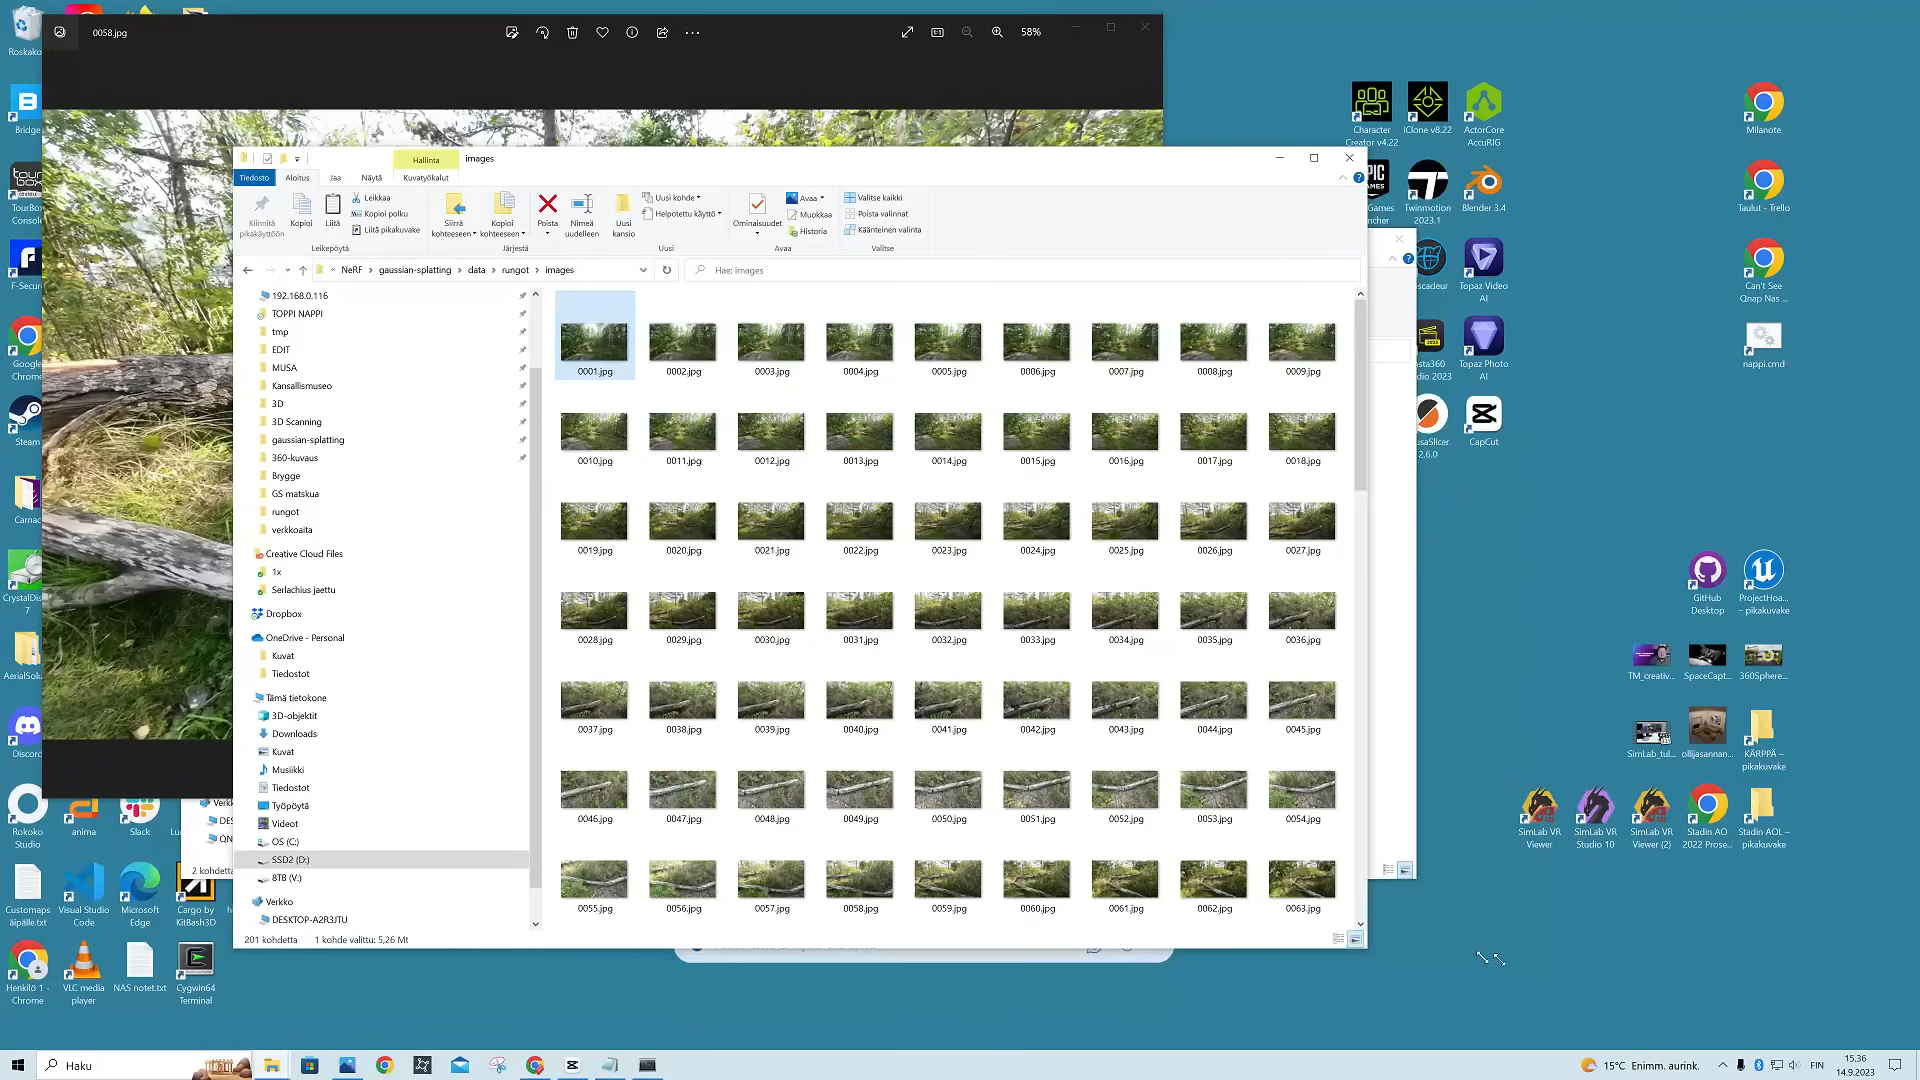 0058.jpg
58%
Roskako
Bridge
TourBox
Console
F-Secure
Google
Chrome
Steam
Discord
Hallinta
images
Tiedosto
Aloitus
Jaa
Näytä
Kuvatyökalut
Kiinnitä
pikakäyttöön
Kopioi
Liitä
Leikkaa
Kopioi polku
Liitä pikakuvake
Leikepöytä
Siirrä
kohteeseen
Kopioi
kohteeseen
Poista
Nimeä
uudelleen
Järjestä
Uusi
kansio
Uusi kohde
Helpotettu käyttö
Uusi
Ominaisuudet
Avaa
Muokkaa
Historia
Avaa
Valitse kaikki
Poista valinnat
Käänteinen valinta
Valitse
« NeRF > gaussian-splatting > data > rungot > images
Hae: images
192.168.0.116
TOPPI NAPPI
tmp
EDIT
MUSA
Kansallismuseo
3D
3D Scanning
gaussian-splatting
360-kuvaus
Brygge
GS matskua
rungot
verkkoaita
Creative Cloud Files
1x
Serlachius jaettu
Dropbox
OneDrive - Personal
Kuvat
Tiedostot
Tämä tietokone
3D-objektit
Downloads
Kuvat
Musiikki
Tiedostot
Työpöytä
Videot
OS (C:)
SSD2 (D:)
8TB (V:)
Verkko
DESKTOP-A2R3JTU
0001.jpg 0002.jpg 0003.jpg 0004.jpg 0005.jpg 0006.jpg 0007.jpg 0008.jpg 0009.jpg
0010.jpg 0011.jpg 0012.jpg 0013.jpg 0014.jpg 0015.jpg 0016.jpg 0017.jpg 0018.jpg
0019.jpg 0020.jpg 0021.jpg 0022.jpg 0023.jpg 0024.jpg 0025.jpg 0026.jpg 0027.jpg
0028.jpg 0029.jpg 0030.jpg 0031.jpg 0032.jpg 0033.jpg 0034.jpg 0035.jpg 0036.jpg
0037.jpg 0038.jpg 0039.jpg 0040.jpg 0041.jpg 0042.jpg 0043.jpg 0044.jpg 0045.jpg
0046.jpg 0047.jpg 0048.jpg 0049.jpg 0050.jpg 0051.jpg 0052.jpg 0053.jpg 0054.jpg
0055.jpg 0056.jpg 0057.jpg 0058.jpg 0059.jpg 0060.jpg 0061.jpg 0062.jpg 0063.jpg
201 kohdetta 1 kohde valittu: 5,26 Mt
2 kohdetta
Character
Creator v4.22
iClone v8.22
ActorCore
AccuRIG
Twinmotion
2023.1
Blender 3.4
Topaz Video
AI
Topaz Photo
AI
2.6.0
CapCut
Milanote
Taulut - Trello
Can't See
Qnap Nas ...
nappi.cmd
GitHub
Desktop
ProjectHoa...
– pikakuvake
TM_creativ...
SpaceCapt...
360Sphere...
SimLab_tul...
ollijasannan...
KÄRPPÄ –
pikakuvake
SimLab VR
Viewer
SimLab VR
Studio 10
SimLab VR
Viewer (2)
Stadin AO
2022 Prose...
Stadin AOL –
pikakuvake
Rokoko
Studio
anima
Slack
Customaps
äipälle.txt
Visual Studio
Code
Microsoft
Edge
Cargo by
KitBash3D
Henkilö 1 -
Chrome
VLC media
player
NAS notet.txt
Cygwin64
Terminal
Haku
15°C Enimm. aurink.
FIN
15.36
14.9.2023